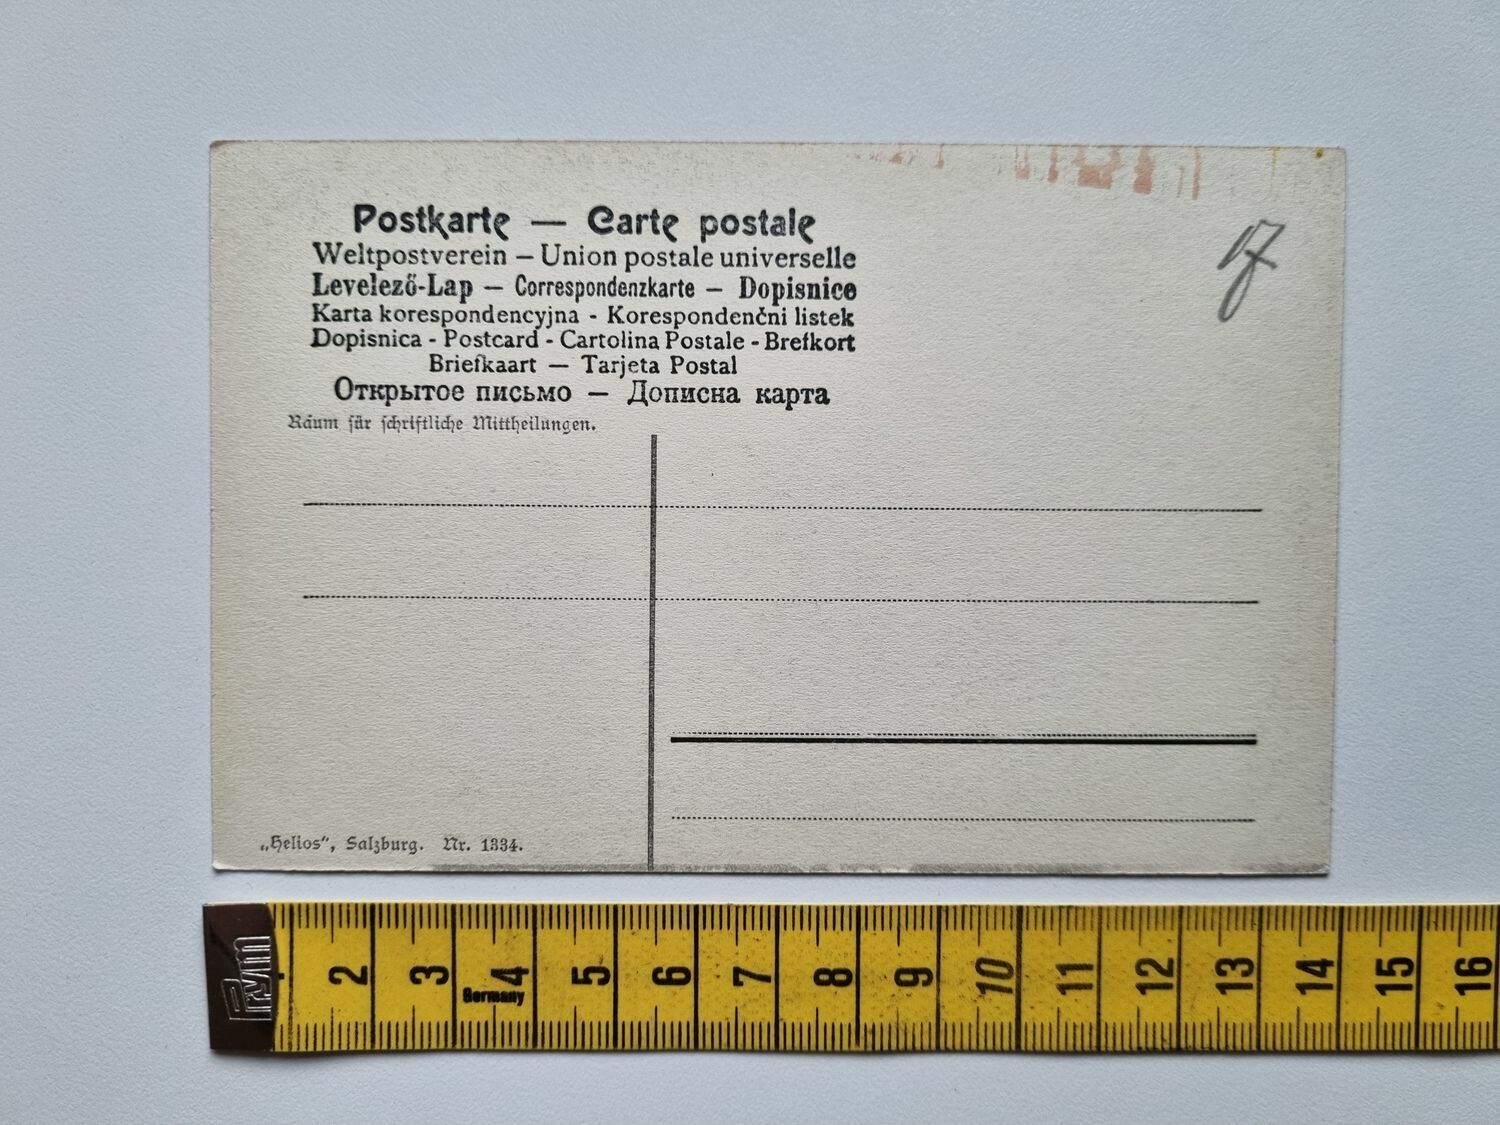 Postkarte — Carte postale
Weltpostverein — Union postale universelle
Levelező-Lap — Correspondenzkarte — Dopisnice
Karta korespondencyjna - Korespondenčni listek
Dopisnica - Postcard - Cartolina Postale - Brefkort
Briefkaart — Tarjeta Postal
Открытое письмо — Дописна карта
Raum für schriftliche Mittheilungen.
„Helios“, Salzburg. Nr. 1334.
Prym
2 3 4 5 6 7 8 9 10 11 12 13 14 15 16
Germany